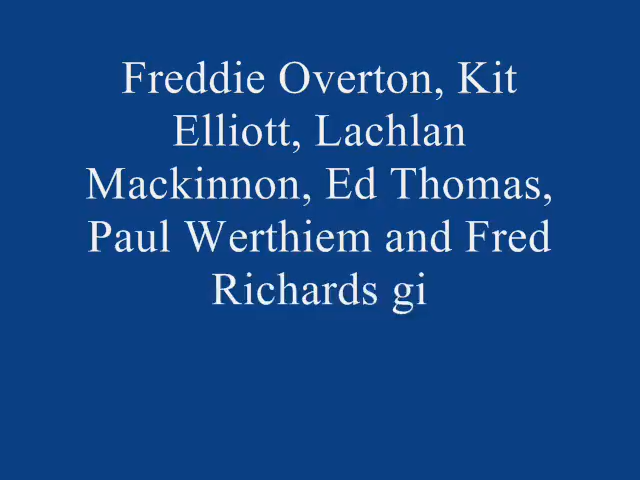 Freddie Overton, Kit
Elliott, Lachlan
Mackinnon, Ed Thomas,
Paul Werthiem and Fred
Richards gi